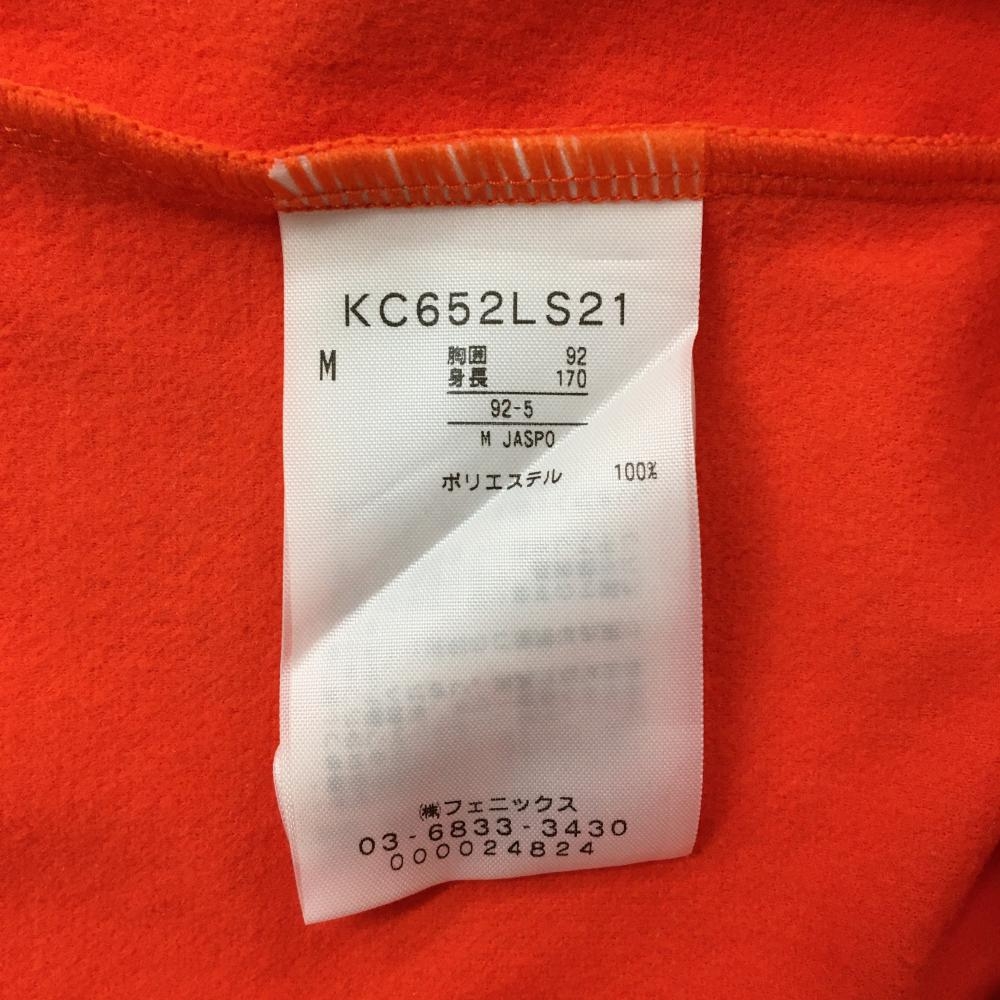 KC652LS21
M 胸囲 92
身長 170
92-5
M JASPO
ポリエステル 100%
㈱フェニックス
03-6833-3430
000024824